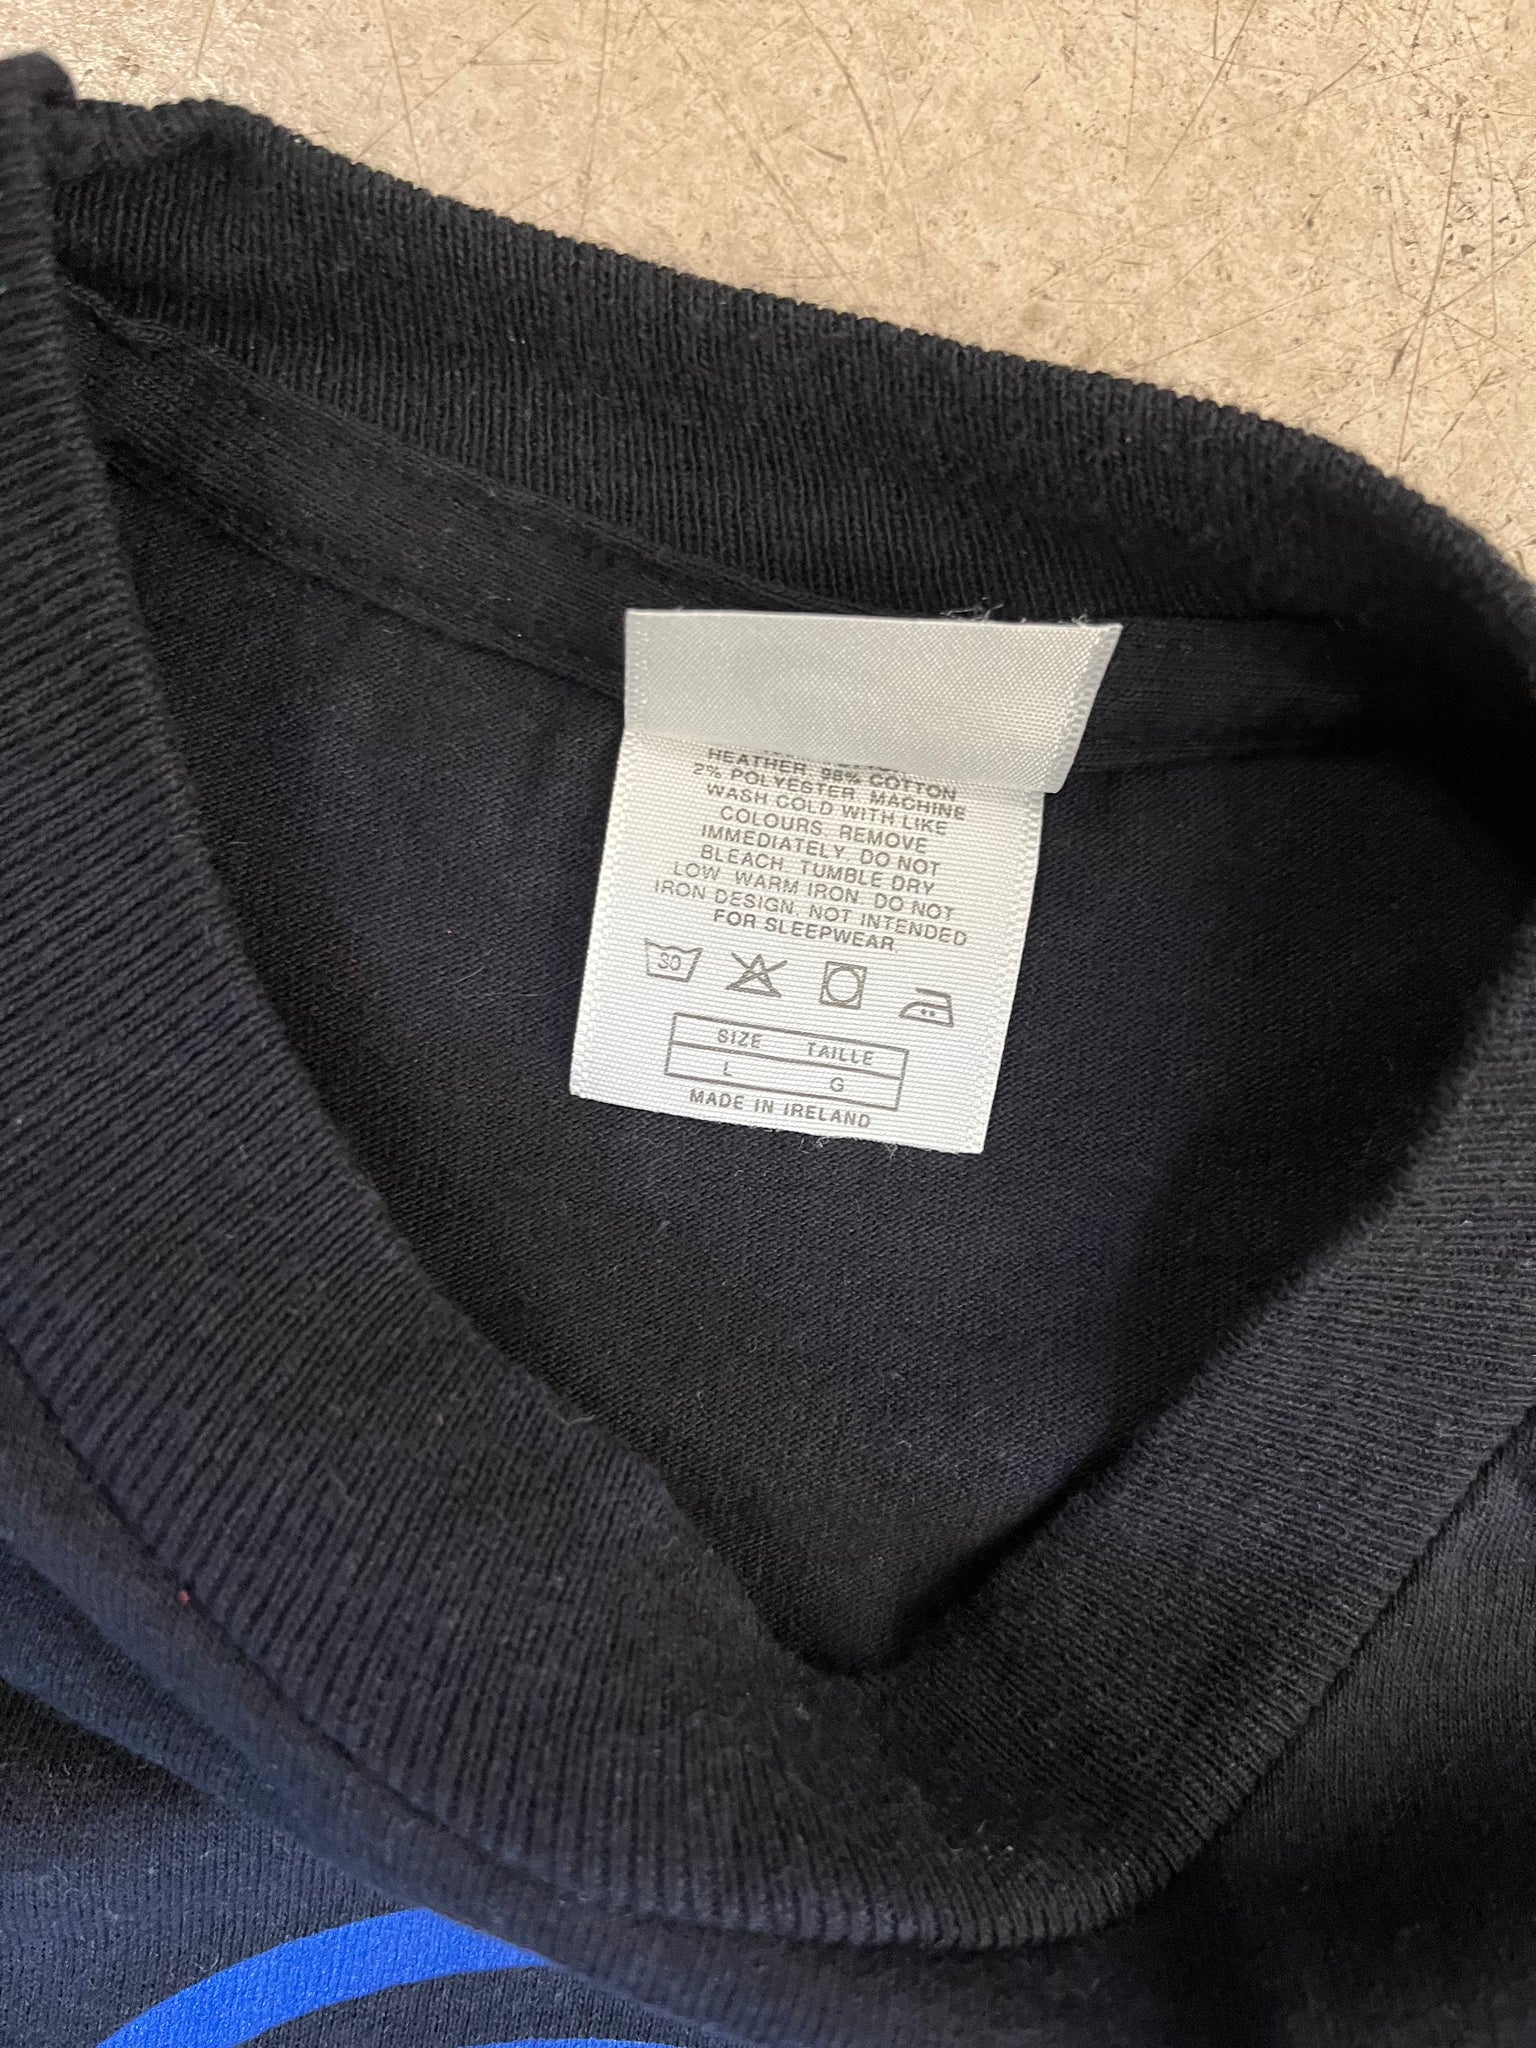 HEATHER, 98% COTTON
2% POLYESTER. MACHINE
WASH COLD WITH LIKE
COLOURS. REMOVE
IMMEDIATELY. DO NOT
BLEACH. TUMBLE DRY
LOW. WARM IRON. DO NOT
IRON DESIGN. NOT INTENDED
FOR SLEEPWEAR.
30
SIZE TAILLE
L G
MADE IN IRELAND